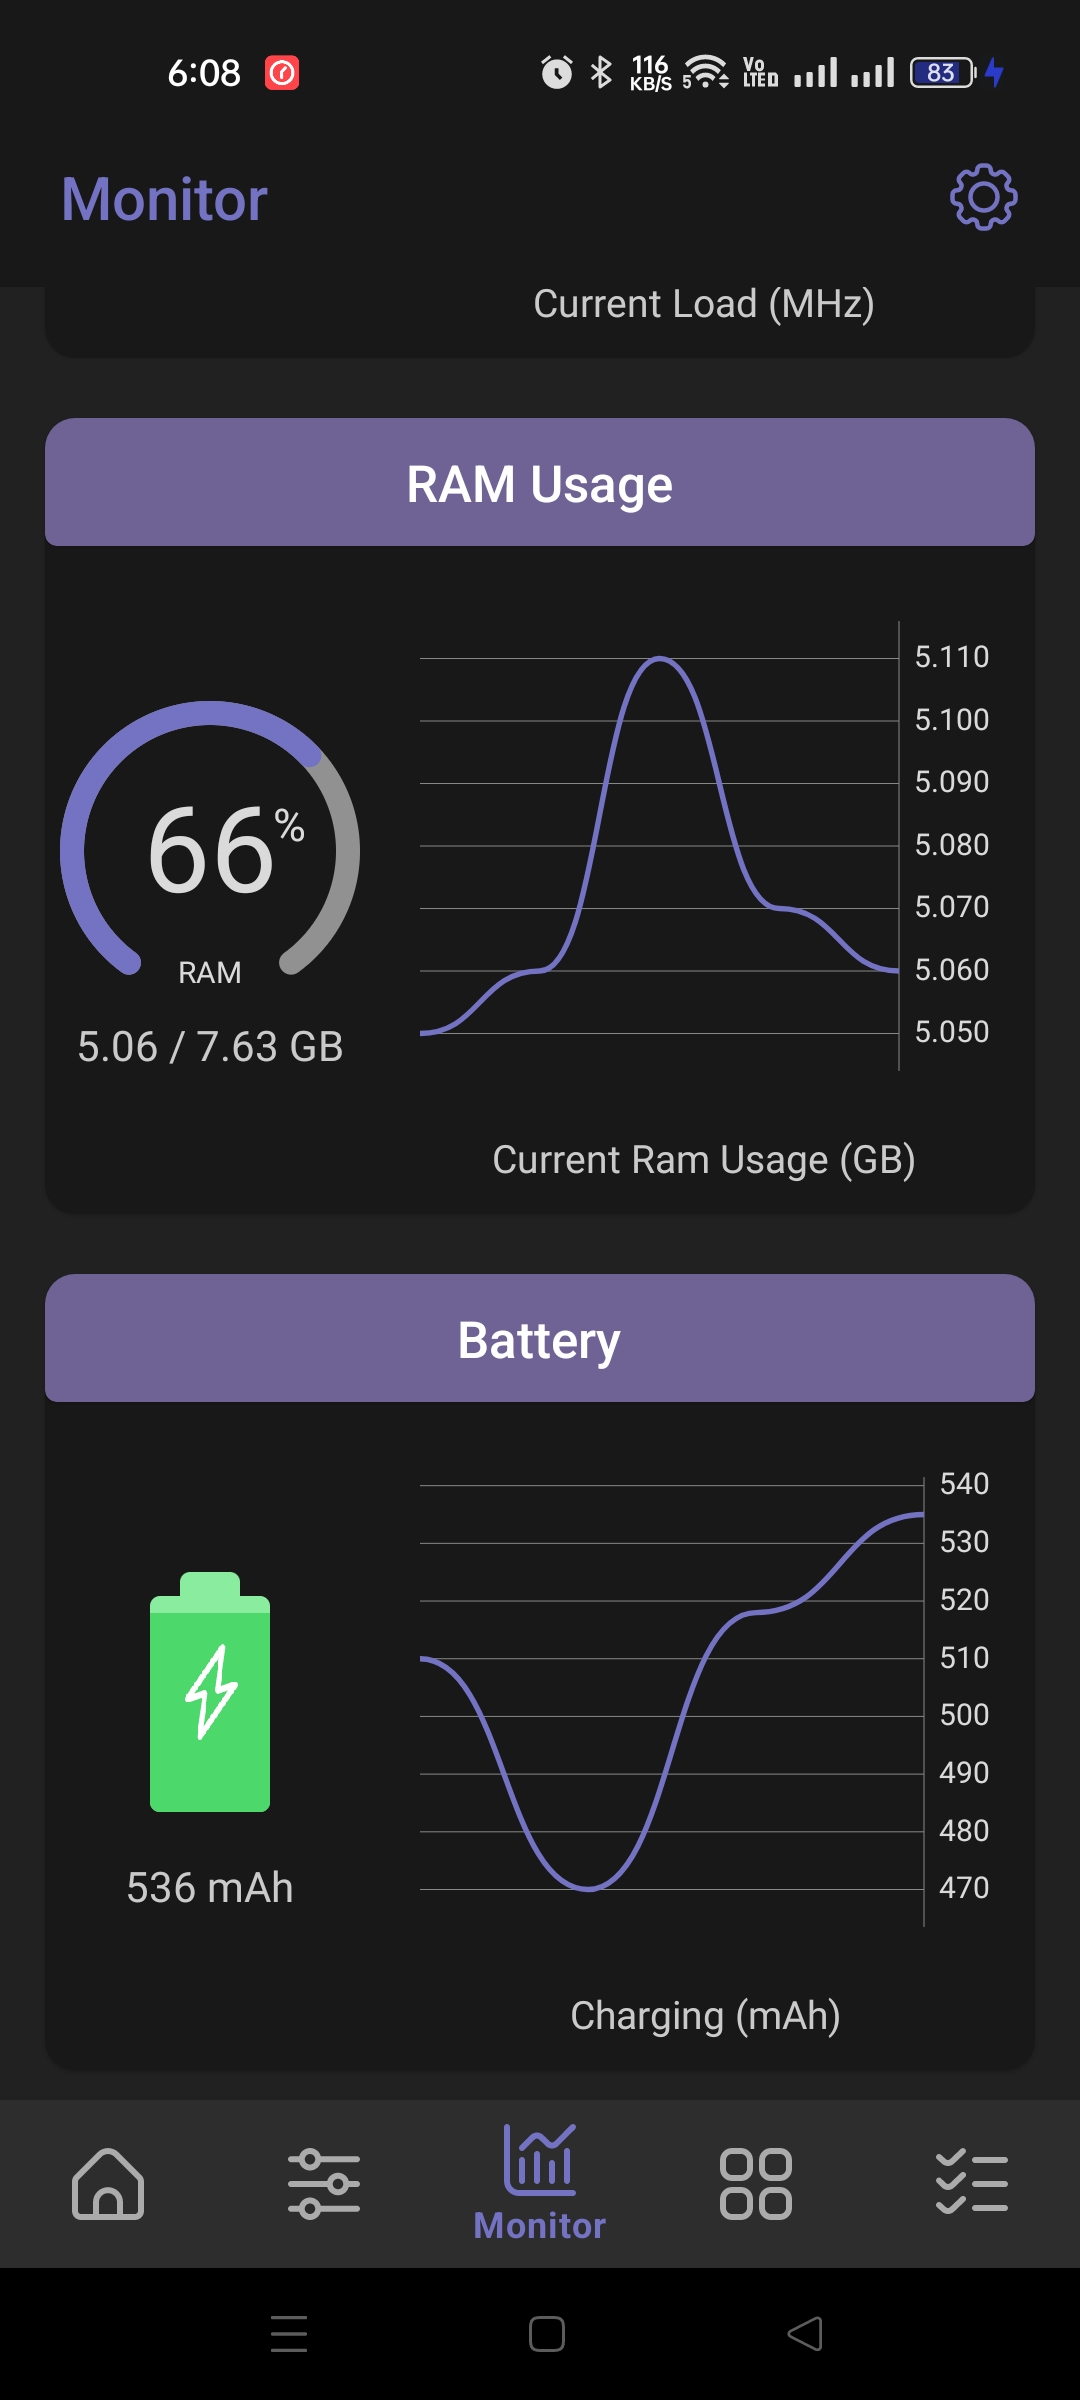 6:08
116
KB/S
5
Vo
LTED
83
Monitor
Current Load (MHz)
RAM Usage
5.110
5.100
5.090
5.080
5.070
5.060
5.050
66%
RAM
5.06 / 7.63 GB
Current Ram Usage (GB)
Battery
540
530
520
510
500
490
480
470
536 mAh
Charging (mAh)
Monitor